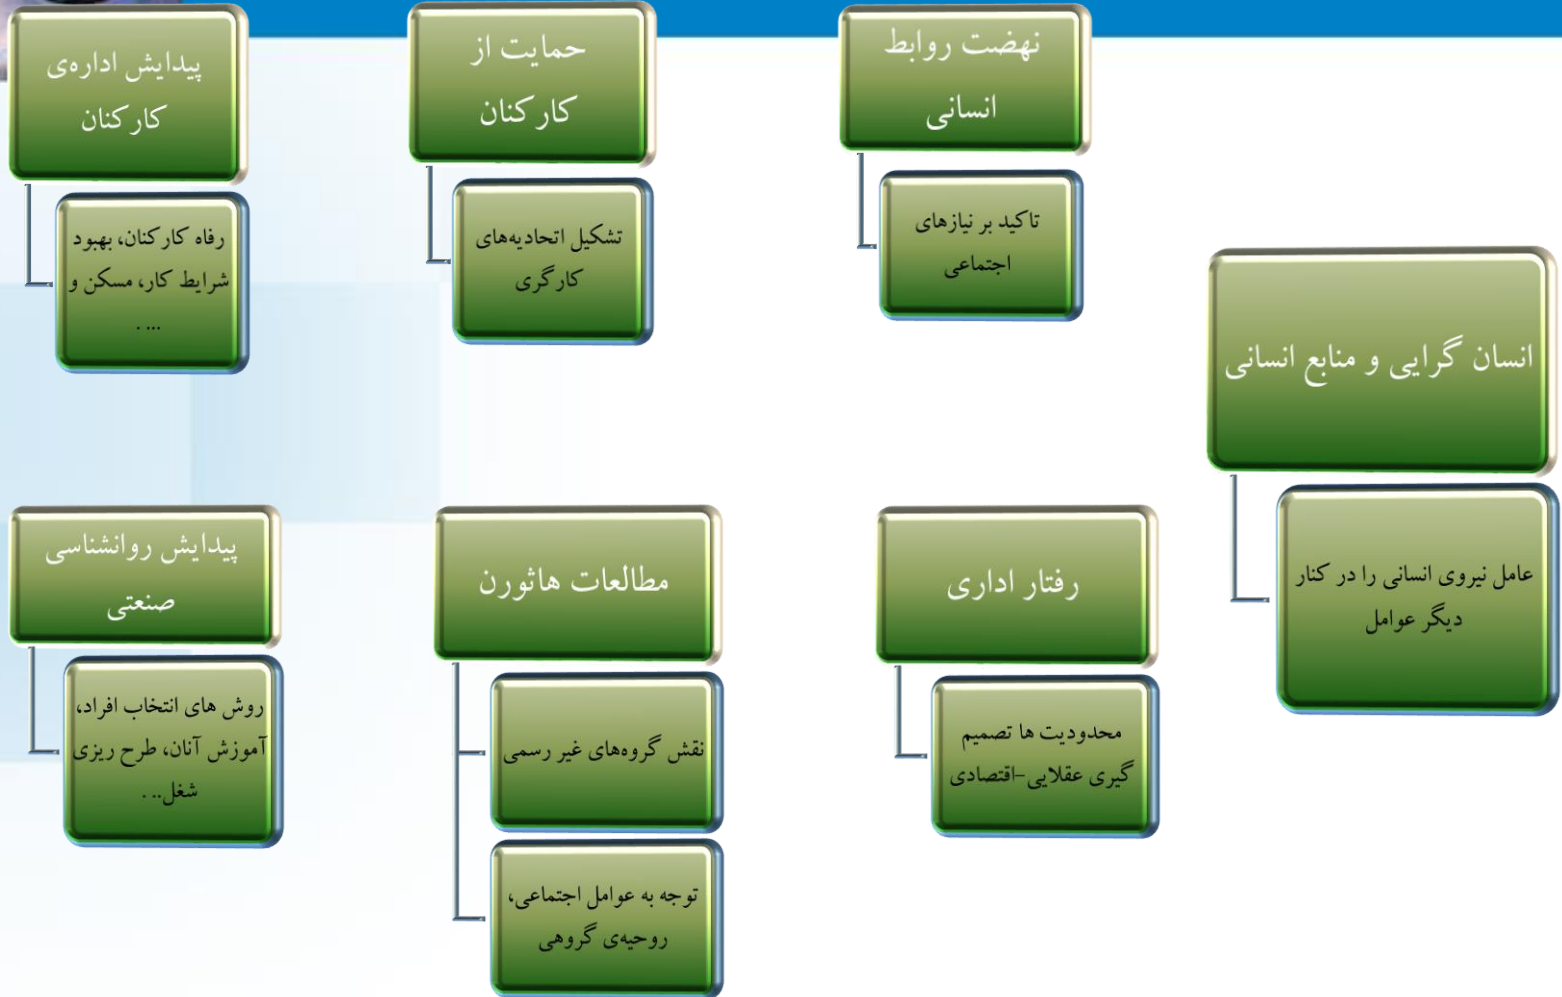 پیدایش اداره‌ی
کارکنان
رفاه کارکنان، بهبود
شرایط کار، مسکن و
... .
حمایت از
کارکنان
تشکیل اتحادیه‌های
کارگری
نهضت روابط
انسانی
تاکید بر نیازهای
اجتماعی
انسان گرایی و منابع انسانی
عامل نیروی انسانی را در کنار
دیگر عوامل
پیدایش روانشناسی
صنعتی
روش های انتخاب افراد،
آموزش آنان، طرح ریزی
شغل.. .
مطالعات هاثورن
نقش گروه‌های غیر رسمی
توجه به عوامل اجتماعی،
روحیه‌ی گروهی
رفتار اداری
محدودیت ها تصمیم
گیری عقلایی-اقتصادی